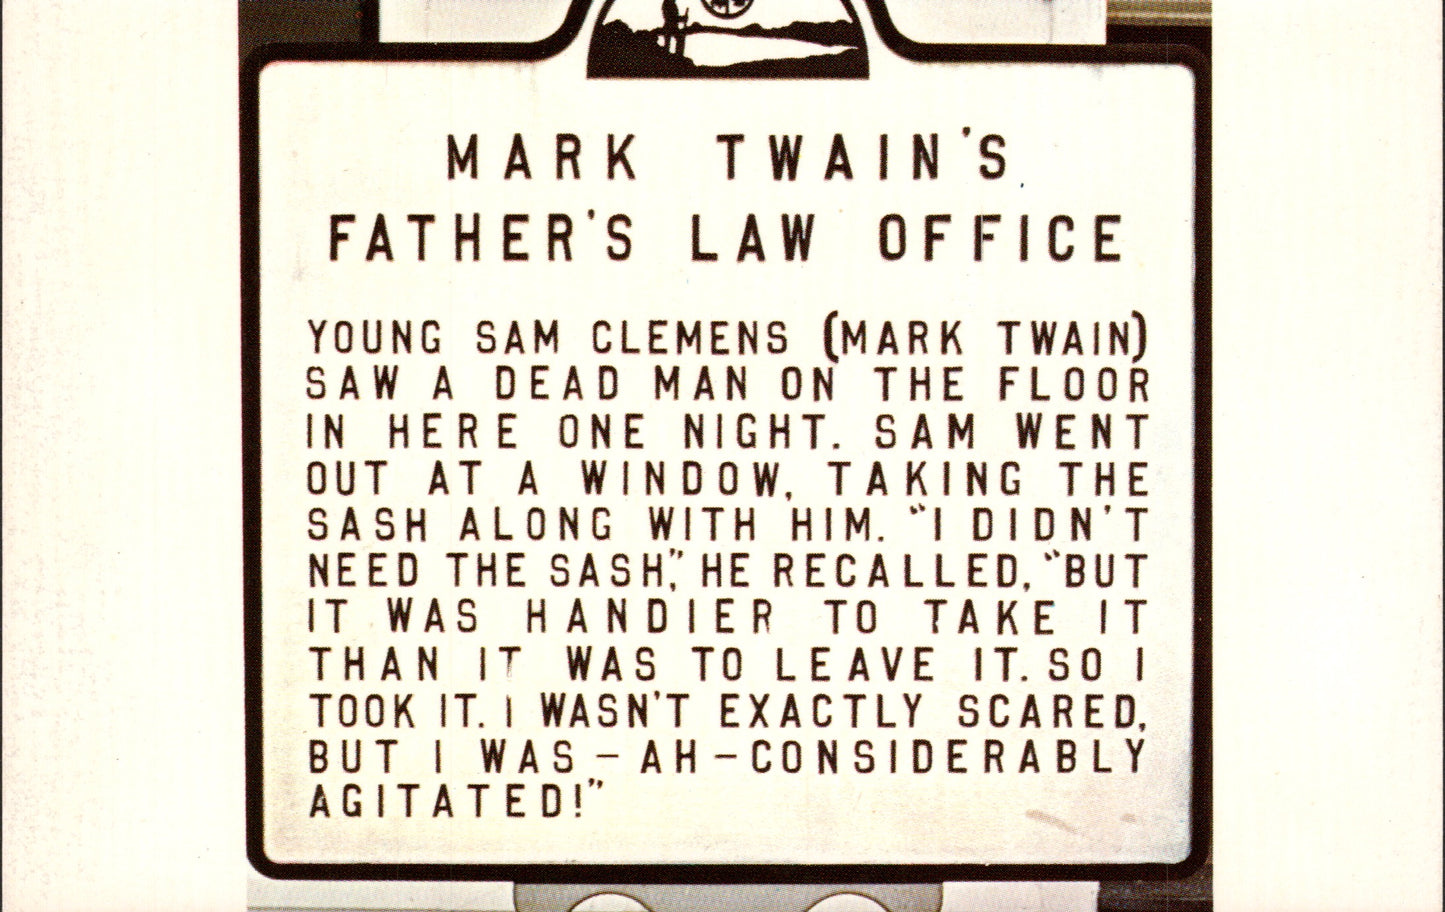 MARK TWAIN'S
FATHER'S LAW OFFICE
YOUNG SAM CLEMENS (MARK TWAIN)
SAW A DEAD MAN ON THE FLOOR
IN HERE ONE NIGHT. SAM WENT
OUT AT A WINDOW, TAKING THE
SASH ALONG WITH HIM. "I DIDN'T
NEED THE SASH," HE RECALLED, "BUT
IT WAS HANDIER TO TAKE IT
THAN IT WAS TO LEAVE IT. SO I
TOOK IT. I WASN'T EXACTLY SCARED,
BUT I WAS – AH – CONSIDERABLY
AGITATED!"